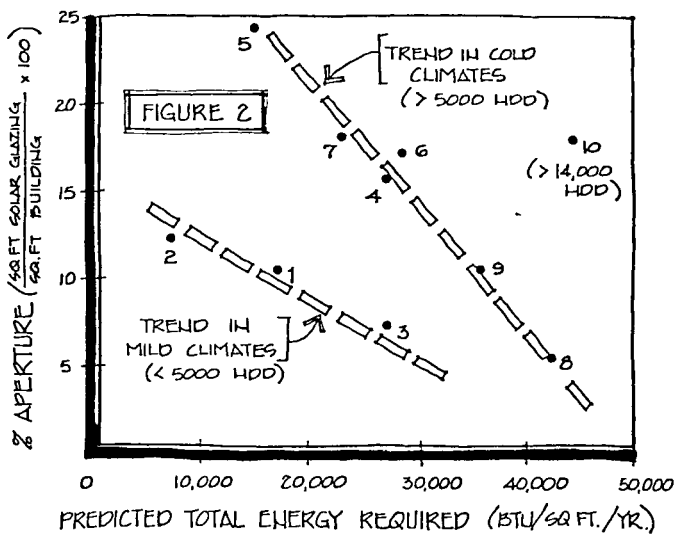 25
20
15
10
5
0
10,000
20,000
30,000
40,000
50,000
% APERTURE (SQ.FT SOLAR GLAZING / SQ.FT BUILDING × 100)
PREDICTED TOTAL ENERGY REQUIRED (BTU/SQ FT./YR.)
FIGURE 2
TREND IN COLD
CLIMATES
(> 5000 HDD)
TREND IN
MILD CLIMATES
(< 5000 HDD)
5
7
6
4
10
(>14,000
HDD)
2
1
3
9
8